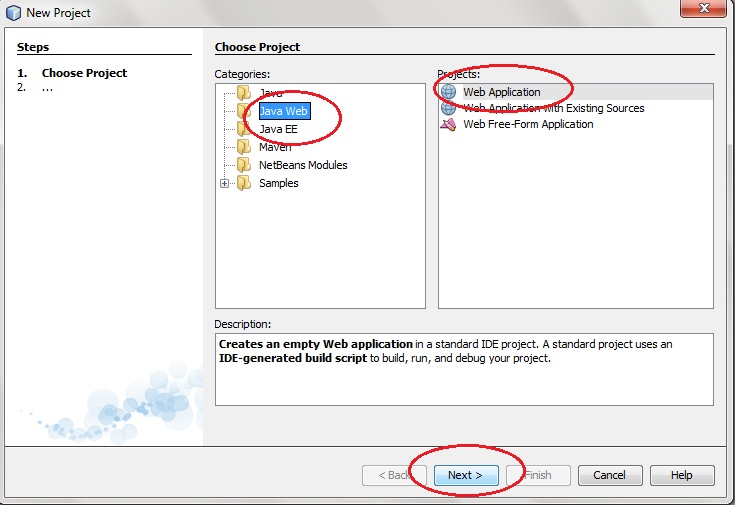 New Project
Steps
1. Choose Project
2. ...
Choose Project
Categories:
Java
Java Web
Java EE
Maven
NetBeans Modules
Samples
Projects:
Web Application
Web Application with Existing Sources
Web Free-Form Application
Description:
Creates an empty Web application in a standard IDE project. A standard project uses an
IDE-generated build script to build, run, and debug your project.
< Back
Next >
Finish
Cancel
Help